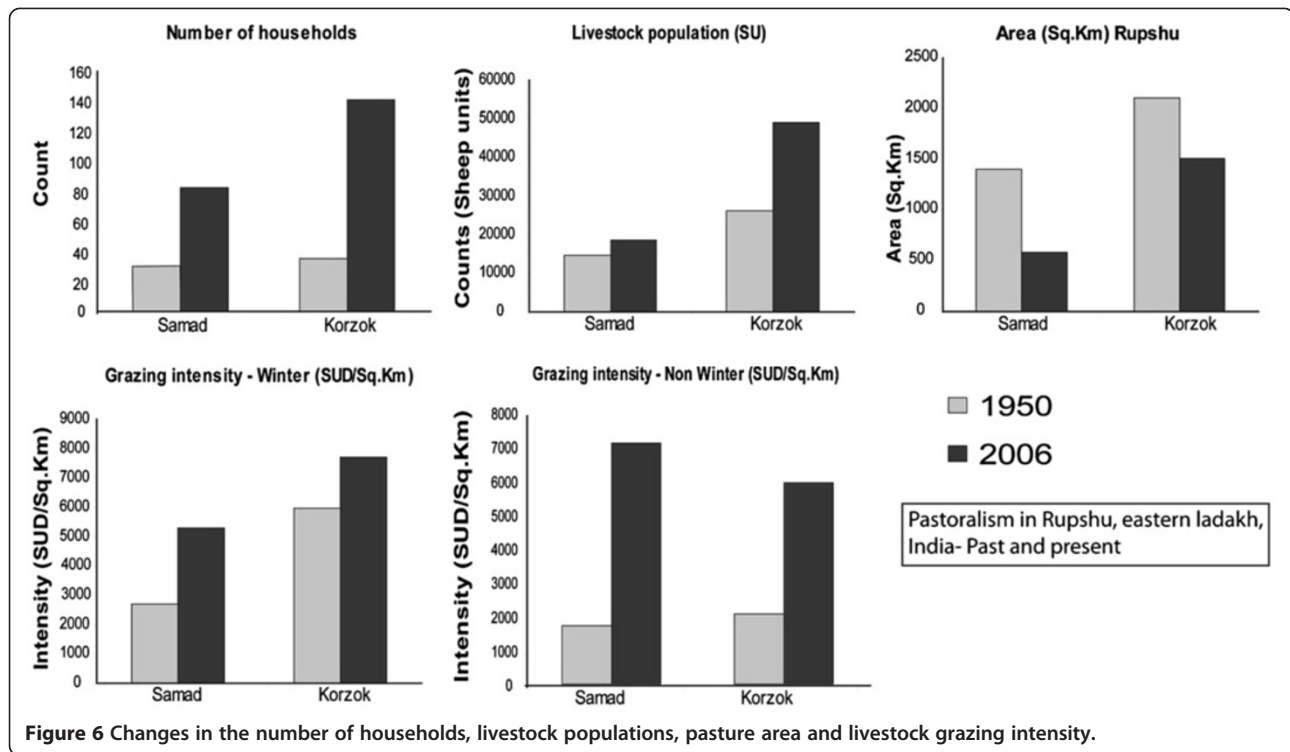 Number of households
Count
160
140
120
100
80
60
40
20
0
Samad Korzok
Livestock population (SU)
Counts (Sheep units)
60000
50000
40000
30000
20000
10000
0
Samad Korzok
Area (Sq.Km) Rupshu
Area (Sq.Km)
2500
2000
1500
1000
500
0
Samad Korzok
Grazing intensity - Winter (SUD/Sq.Km)
Intensity (SUD/Sq.Km)
9000
8000
7000
6000
5000
4000
3000
2000
1000
0
Samad Korzok
Grazing intensity - Non Winter (SUD/Sq.Km)
Intensity (SUD/Sq.Km)
8000
7000
6000
5000
4000
3000
2000
1000
0
Samad Korzok
1950
2006
Pastoralism in Rupshu, eastern ladakh,
India- Past and present
Figure 6 Changes in the number of households, livestock populations, pasture area and livestock grazing intensity.